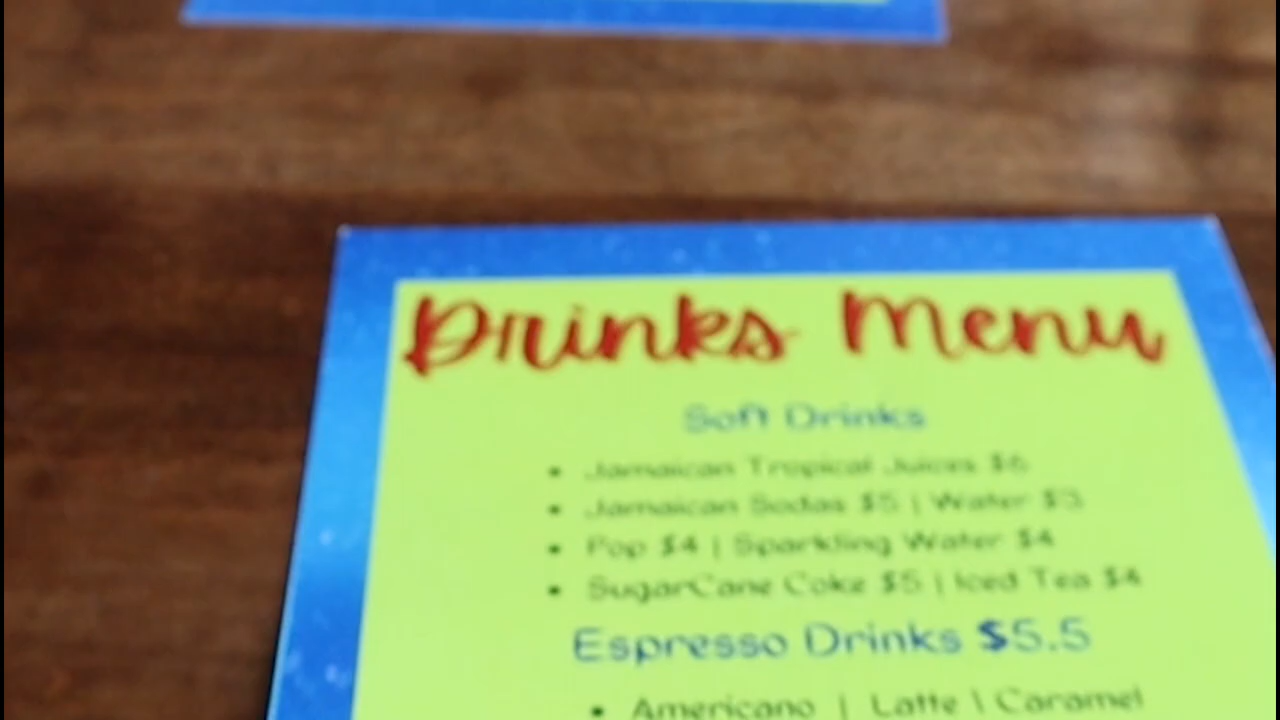 Drinks Menu
Soft Drinks
• Jamaican Tropical Juices $6
• Jamaican Sodas $5 | Water $3
• Pop $4 | Sparkling Water $4
• SugarCane Coke $5 | Iced Tea $4
Espresso Drinks $5.5
• Americano | Latte \ Caramel